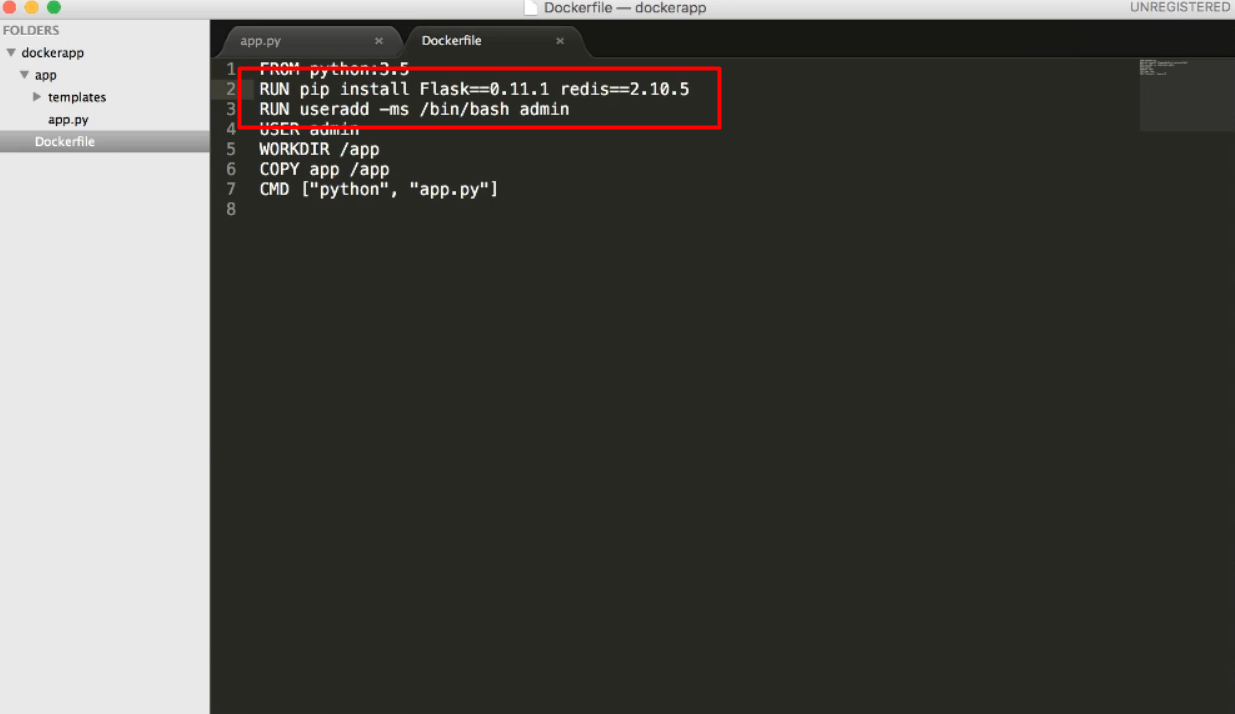 Dockerfile — dockerapp
UNREGISTERED
FOLDERS
dockerapp
app
templates
app.py
Dockerfile
app.py
Dockerfile
1 FROM python:3.5
2 RUN pip install Flask==0.11.1 redis==2.10.5
3 RUN useradd -ms /bin/bash admin
4 USER admin
5 WORKDIR /app
6 COPY app /app
7 CMD ["python", "app.py"]
8